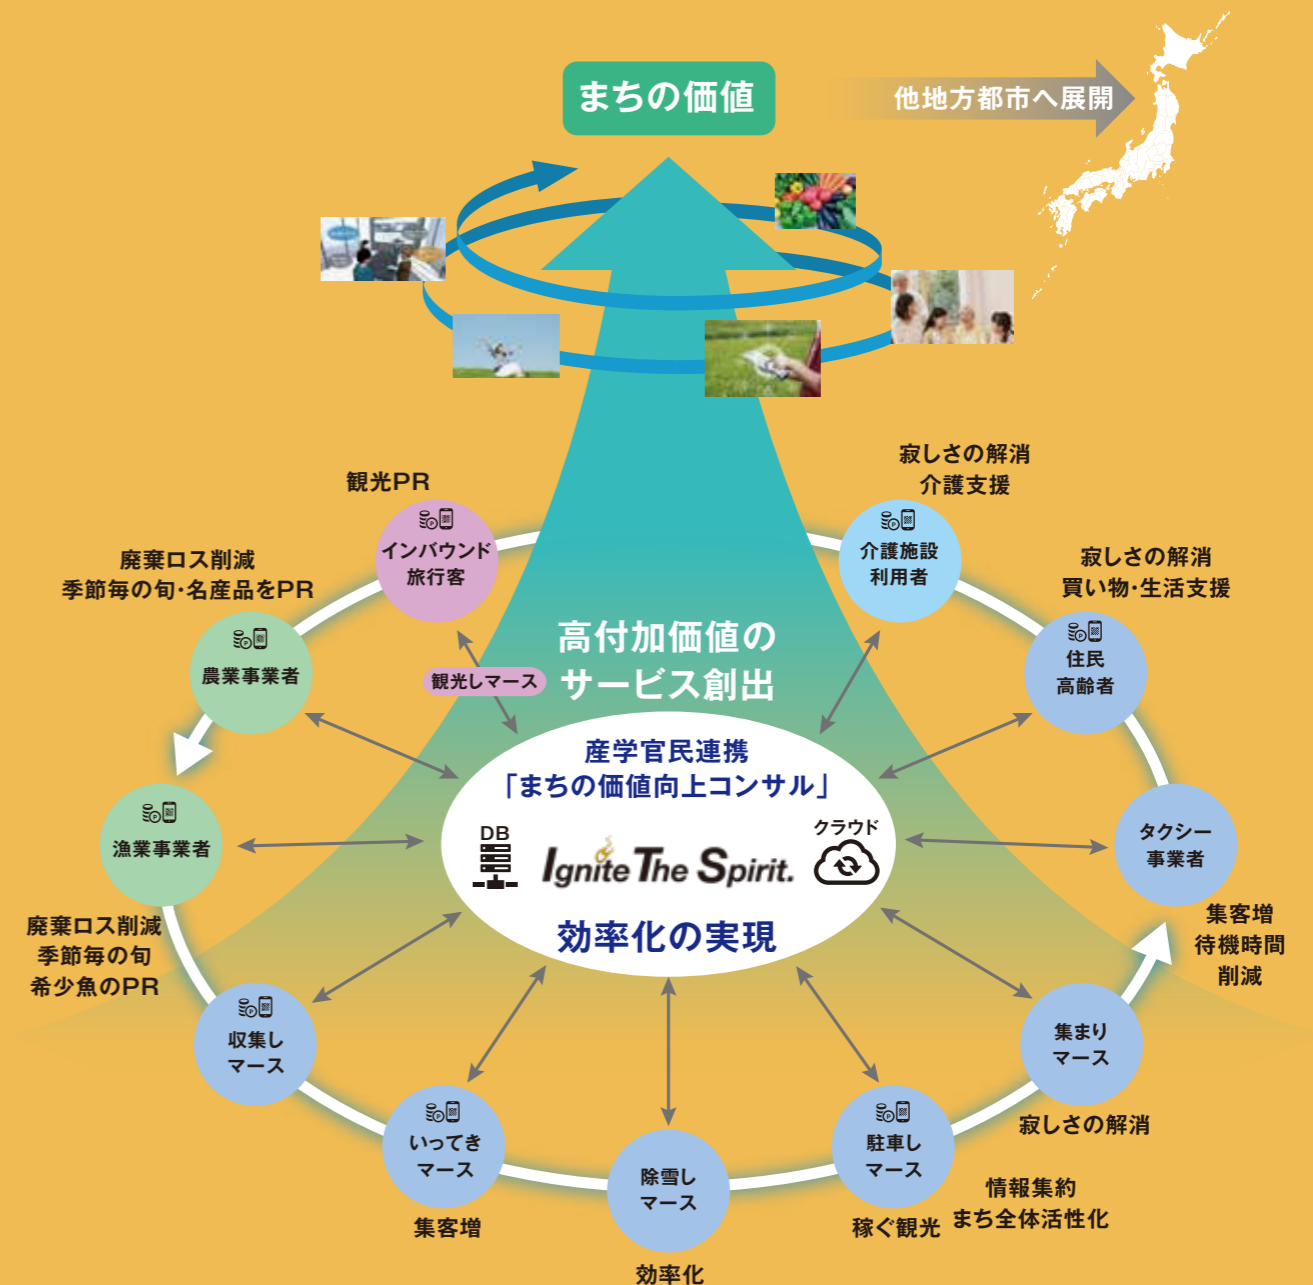 まちの価値
他地方都市へ展開
観光PR
寂しさの解消
介護支援
インバウンド
旅行客
介護施設
利用者
廃棄ロス削減
季節毎の旬・名産品をPR
寂しさの解消
買い物・生活支援
農業事業者
住民
高齢者
観光しマース
高付加価値の
サービス創出
産学官民連携
「まちの価値向上コンサル」
DB
Ignite The Spirit.
クラウド
効率化の実現
漁業事業者
タクシー
事業者
廃棄ロス削減
季節毎の旬
希少魚のPR
集客増
待機時間
削減
収集し
マース
集まり
マース
寂しさの解消
いってき
マース
集客増
除雪し
マース
効率化
駐車し
マース
稼ぐ観光
情報集約
まち全体活性化